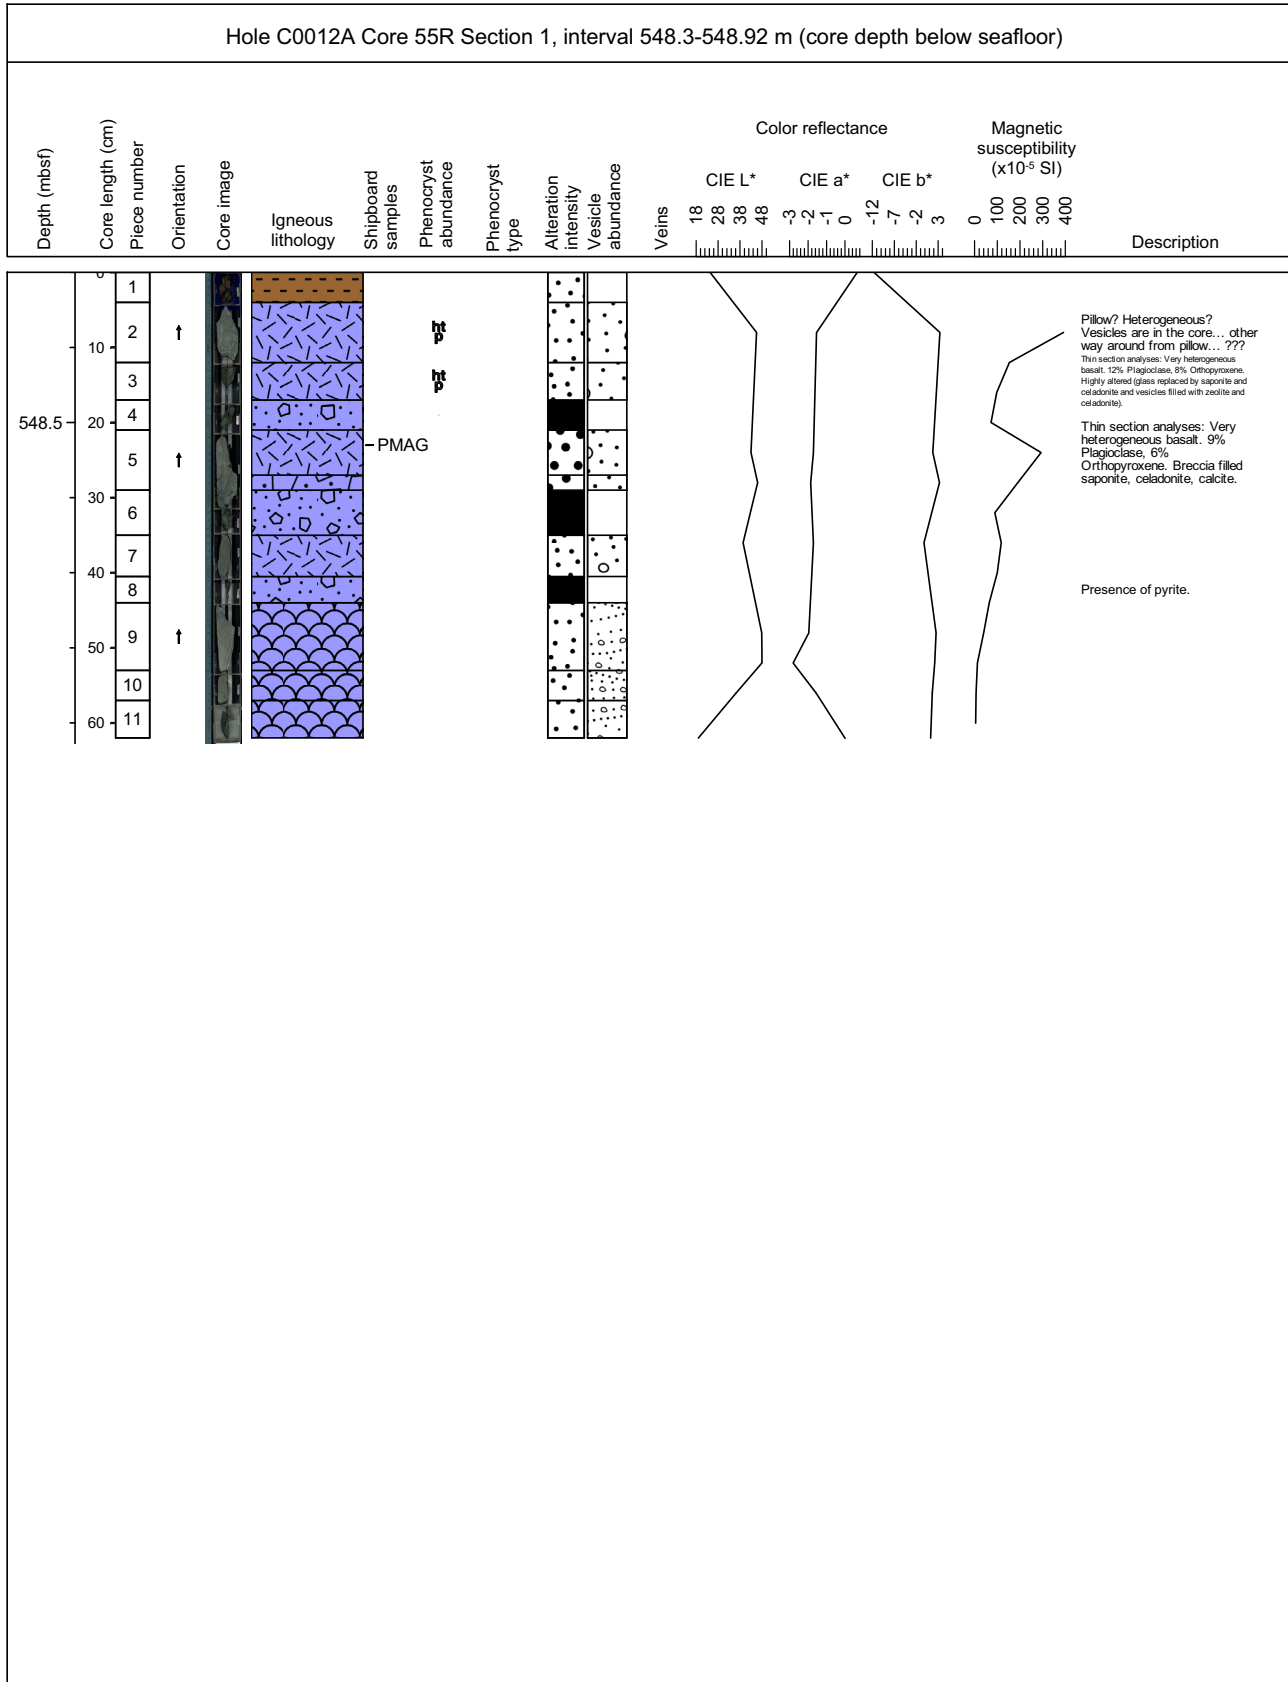 Hole C0012A Core 55R Section 1, interval 548.3-548.92 m (core depth below seafloor)
Depth (mbsf)
Core length (cm)
Piece number
Orientation
Core image
Igneous
lithology
Shipboard
samples
Phenocryst
abundance
Phenocryst
type
Alteration
intensity
Vesicle
abundance
Veins
Color reflectance
CIE L*
CIE a*
CIE b*
18 28 38 48
-3 -2 -1 0
-12 -7 -2 3
Magnetic
susceptibility
(x10⁻⁵ SI)
0 100 200 300 400
Description
0
10
548.5
20
30
40
50
60
1
2
3
4
5
6
7
8
9
10
11
ht
p
ht
p
PMAG
Pillow? Heterogeneous?
Vesicles are in the core... other
way around from pillow... ???
Thin section analyses: Very heterogeneous
basalt. 12% Plagioclase, 8% Orthopyroxene.
Highly altered (glass replaced by saponite and
celadonite and vesicles filled with zeolite and
celadonite).
Thin section analyses: Very
heterogeneous basalt. 9%
Plagioclase, 6%
Orthopyroxene. Breccia filled
saponite, celadonite, calcite.
Presence of pyrite.